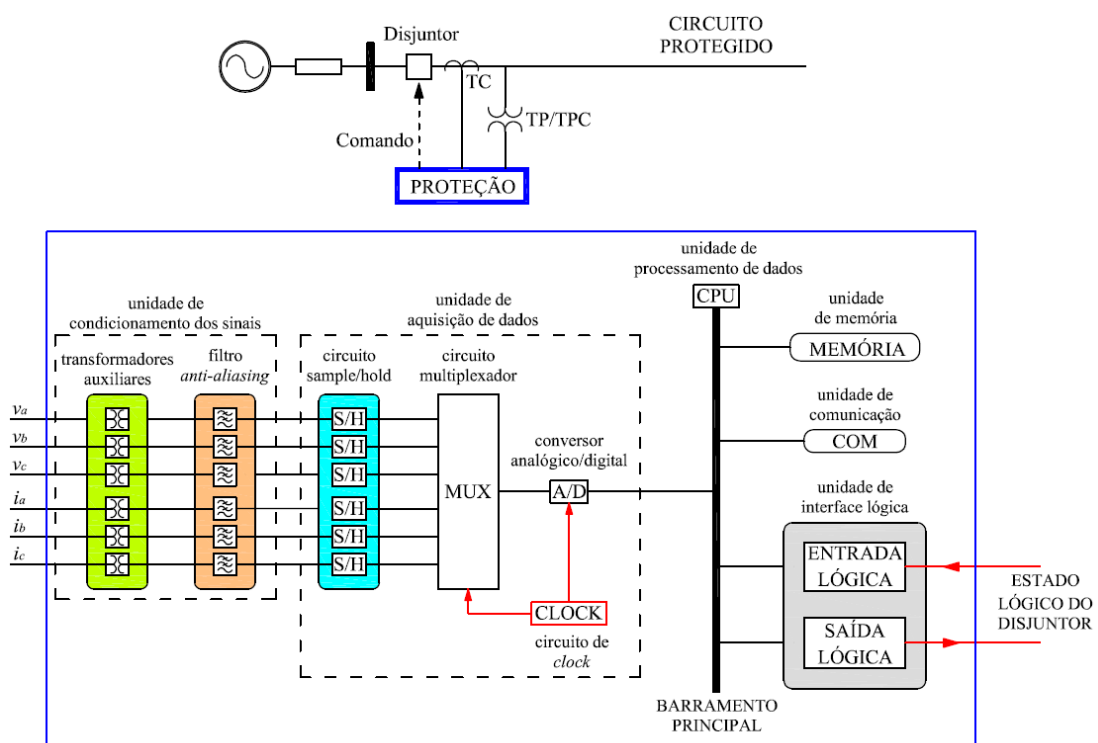 CIRCUITO
PROTEGIDO
Disjuntor
TC
TP/TPC
Comando
PROTEÇÃO
unidade de
processamento de dados
CPU
unidade de
condicionamento dos sinais
unidade de
aquisição de dados
unidade
de memória
MEMÓRIA
transformadores
auxiliares
filtro
anti-aliasing
circuito
sample/hold
circuito
multiplexador
unidade de
comunicação
COM
va
vb
vc
ia
ib
ic
S/H
S/H
S/H
S/H
S/H
S/H
MUX
conversor
analógico/digital
A/D
CLOCK
circuito de
clock
unidade de
interface lógica
ENTRADA
LÓGICA
SAÍDA
LÓGICA
ESTADO
LÓGICO DO
DISJUNTOR
BARRAMENTO
PRINCIPAL